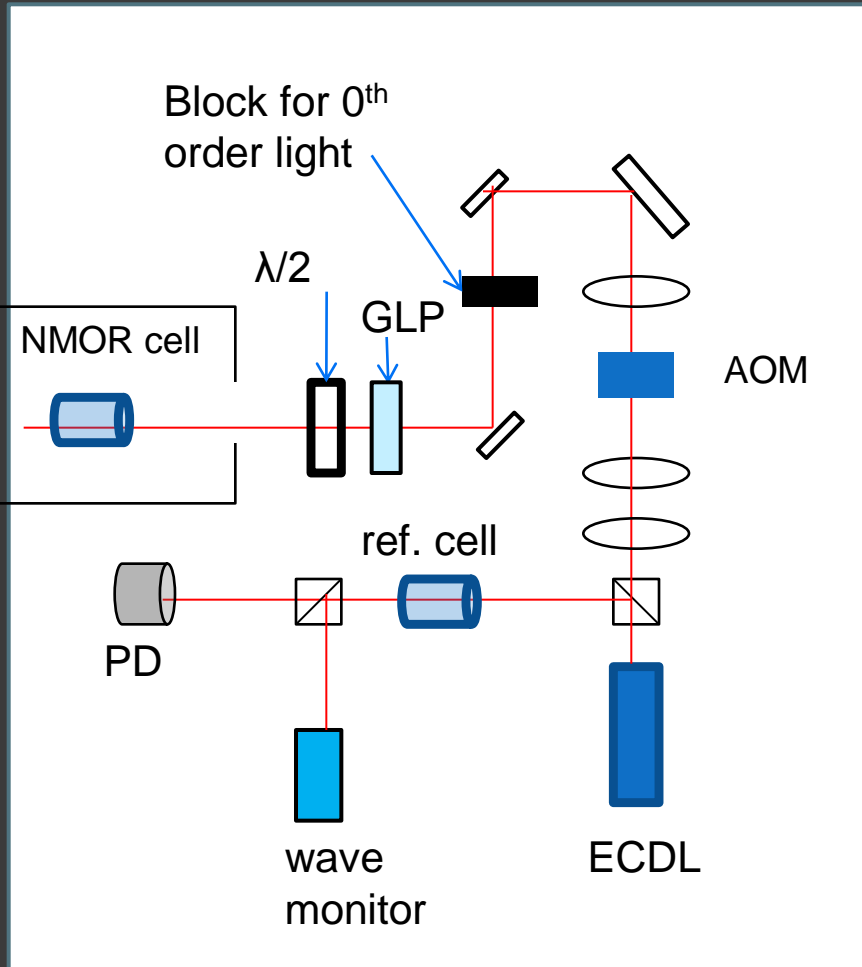 Block for 0th
order light
λ/2
GLP
NMOR cell
AOM
ref. cell
PD
wave
monitor
ECDL